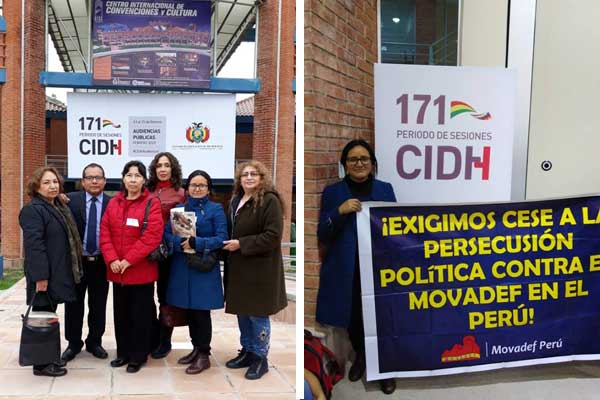 CENTRO INTERNACIONAL DE
CONVENCIONES Y CULTURA
171
PERIODO DE SESIONES
CIDH
AUDIENCIAS
PÚBLICAS
171
PERIODO DE SESIONES
CIDH
¡EXIGIMOS CESE A LA
PERSECUSIÓN
POLÍTICA CONTRA E
MOVADEF EN EL
PERÚ!
Movadef Perú